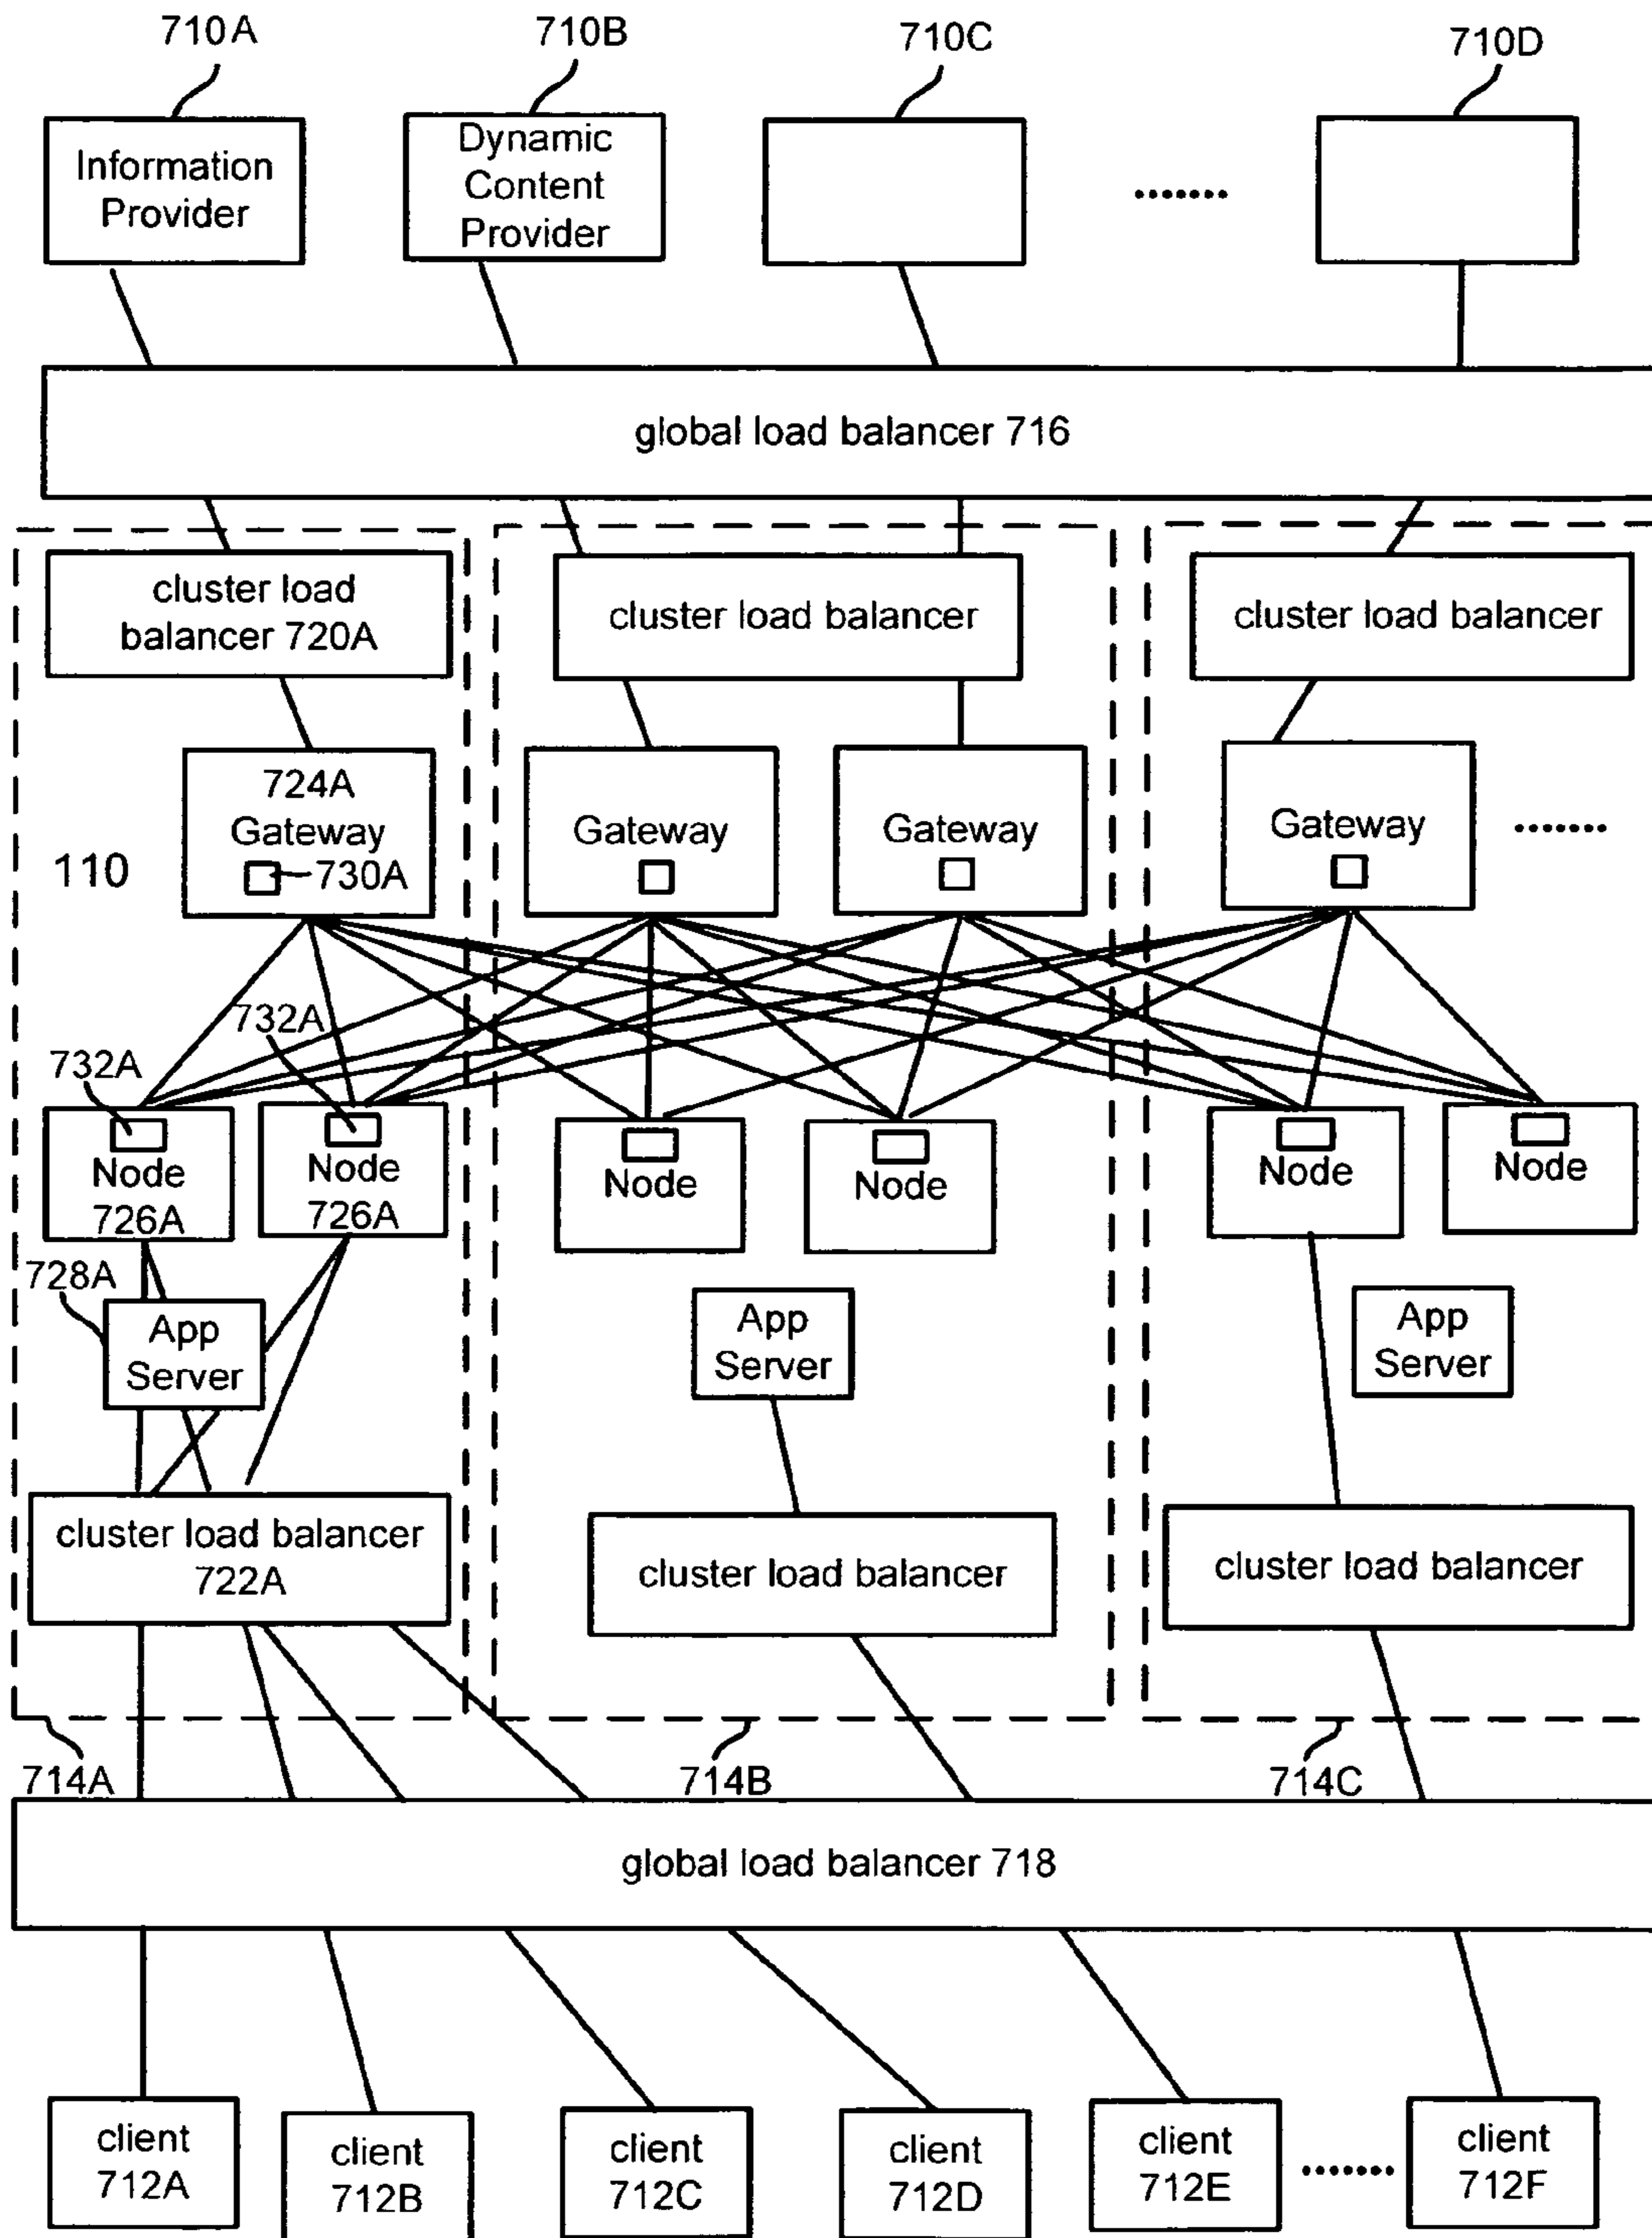 710A
710B
710C
710D
Information
Provider
Dynamic
Content
Provider
.......
global load balancer 716
cluster load
balancer 720A
cluster load balancer
cluster load balancer
110
724A
Gateway
730A
Gateway
Gateway
Gateway
.......
732A
732A
Node
726A
Node
726A
Node
Node
Node
Node
728A
App
Server
App
Server
App
Server
cluster load balancer
722A
cluster load balancer
cluster load balancer
714A
714B
714C
global load balancer 718
client
712A
client
712B
client
712C
client
712D
client
712E
.......
client
712F